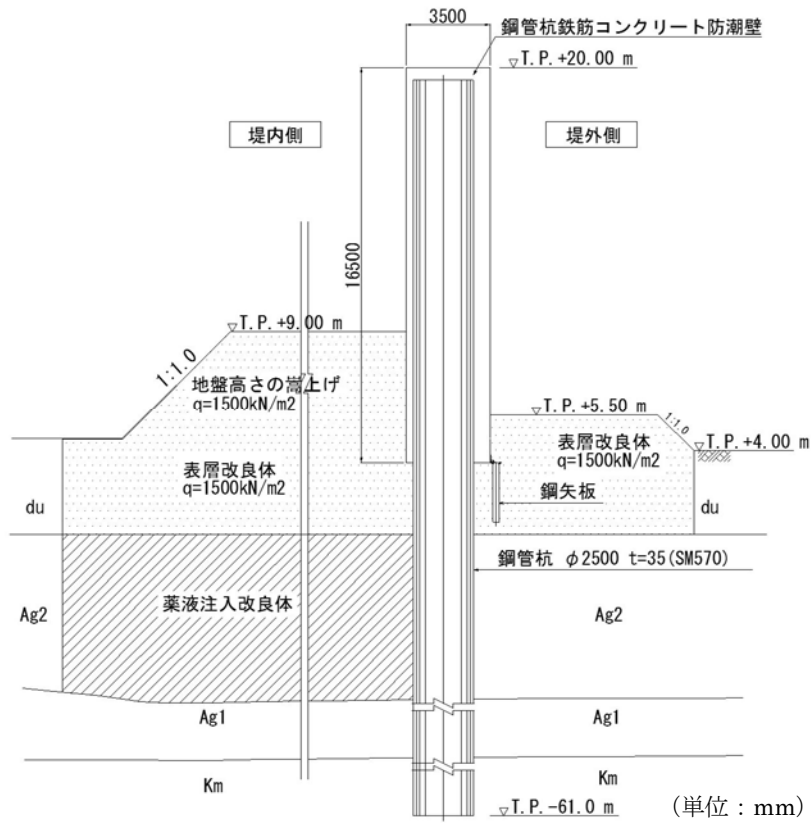 3500
鋼管杭鉄筋コンクリート防潮壁
T.P.+20.00 m
堤内側
堤外側
16500
T.P.+9.00 m
1:1.0
地盤高さの嵩上げ
q=1500kN/m2
T.P.+5.50 m
1:1.0
T.P.+4.00 m
表層改良体
q=1500kN/m2
表層改良体
q=1500kN/m2
鋼矢板
du
du
鋼管杭 φ2500 t=35(SM570)
薬液注入改良体
Ag2
Ag2
Ag1
Ag1
Km
Km
T.P.-61.0 m
(単位：mm)